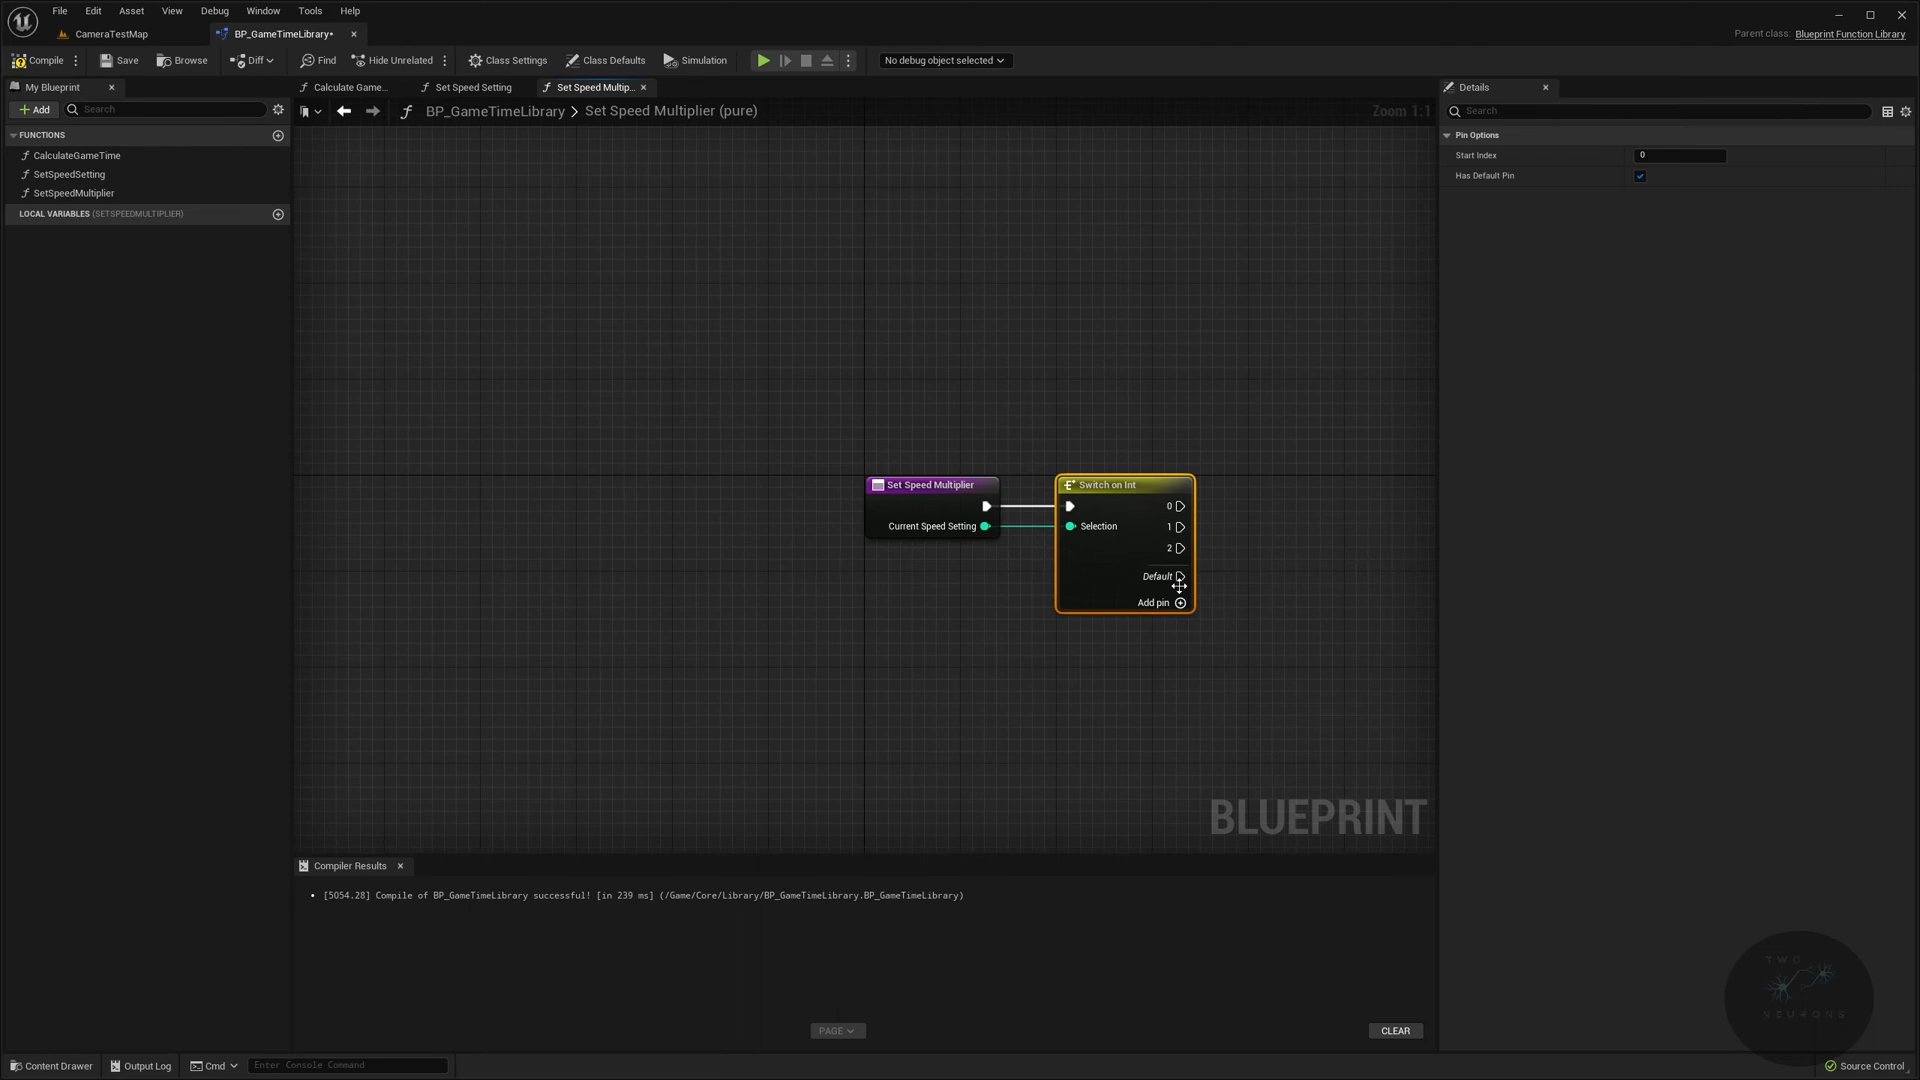 File Edit Asset View Debug Window Tools Help
CameraTestMap
BP_GameTimeLibrary*
Parent class: Blueprint Function Library
Compile
Save
Browse
Diff
Find
Hide Unrelated
Class Settings
Class Defaults
Simulation
No debug object selected
My Blueprint
Add
Search
FUNCTIONS
CalculateGameTime
SetSpeedSetting
SetSpeedMultiplier
LOCAL VARIABLES (SETSPEEDMULTIPLIER)
Calculate Game...
Set Speed Setting
Set Speed Multip...
BP_GameTimeLibrary > Set Speed Multiplier (pure)
Zoom 1:1
Set Speed Multiplier
Current Speed Setting
Switch on Int
0
Selection
1
2
Default
Add pin
BLUEPRINT
Compiler Results
[5054.28] Compile of BP_GameTimeLibrary successful! [in 239 ms] (/Game/Core/Library/BP_GameTimeLibrary.BP_GameTimeLibrary)
PAGE
CLEAR
Details
Search
Pin Options
Start Index 0
Has Default Pin
TWO
NEURONS
Content Drawer
Output Log
Cmd
Enter Console Command
Source Control